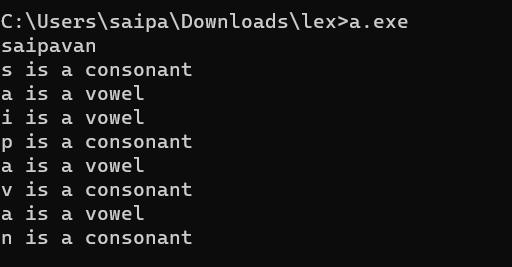 C:\Users\saipa\Downloads\lex>a.exe
saipavan
s is a consonant
a is a vowel
i is a vowel
p is a consonant
a is a vowel
v is a consonant
a is a vowel
n is a consonant